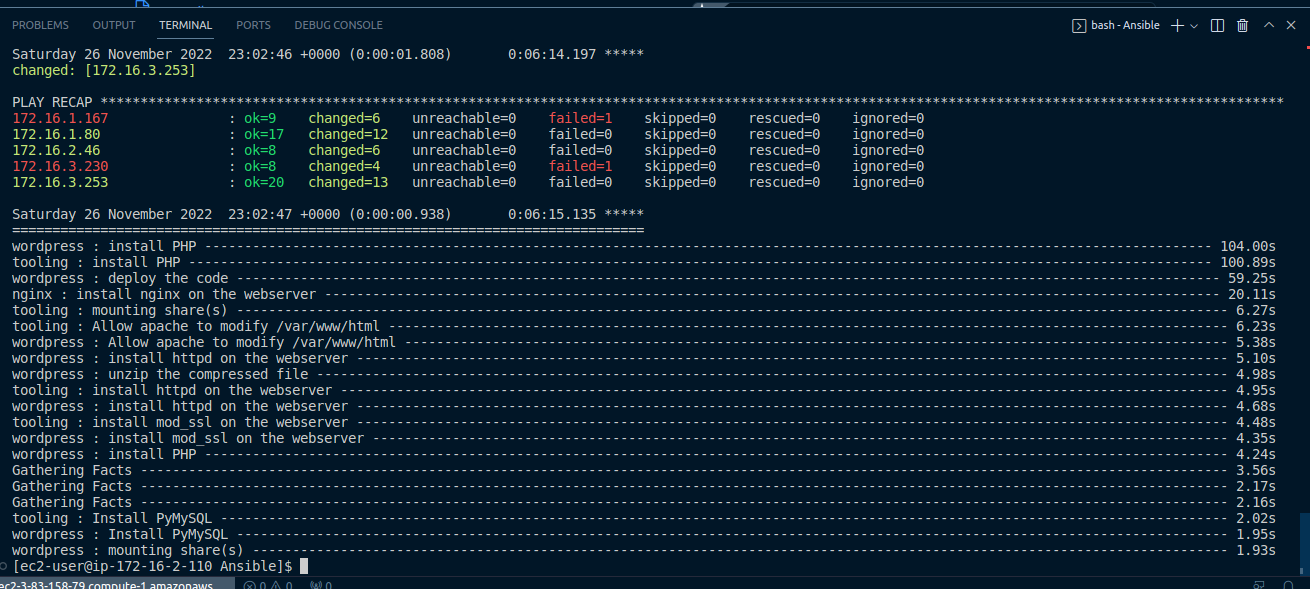 PROBLEMS OUTPUT TERMINAL PORTS DEBUG CONSOLE bash - Ansible
Saturday 26 November 2022  23:02:46 +0000 (0:00:01.808)       0:06:14.197 *****
changed: [172.16.3.253]
PLAY RECAP ****************************************************************************************************************************************************
172.16.1.167               : ok=9    changed=6    unreachable=0    failed=1    skipped=0    rescued=0    ignored=0
172.16.1.80                : ok=17   changed=12   unreachable=0    failed=0    skipped=0    rescued=0    ignored=0
172.16.2.46                : ok=8    changed=6    unreachable=0    failed=0    skipped=0    rescued=0    ignored=0
172.16.3.230               : ok=8    changed=4    unreachable=0    failed=1    skipped=0    rescued=0    ignored=0
172.16.3.253               : ok=20   changed=13   unreachable=0    failed=0    skipped=0    rescued=0    ignored=0
Saturday 26 November 2022  23:02:47 +0000 (0:00:00.938)       0:06:15.135 *****
===============================================================================
wordpress : install PHP ------------------------------------------------------------------------------------------------------------------------------ 104.00s
tooling : install PHP -------------------------------------------------------------------------------------------------------------------------------- 100.89s
wordpress : deploy the code --------------------------------------------------------------------------------------------------------------------------- 59.25s
nginx : install nginx on the webserver ---------------------------------------------------------------------------------------------------------------- 20.11s
tooling : mounting share(s) ---------------------------------------------------------------------------------------------------------------------------- 6.27s
tooling : Allow apache to modify /var/www/html --------------------------------------------------------------------------------------------------------- 6.23s
wordpress : Allow apache to modify /var/www/html ------------------------------------------------------------------------------------------------------- 5.38s
wordpress : install httpd on the webserver ------------------------------------------------------------------------------------------------------------- 5.10s
wordpress : unzip the compressed file ------------------------------------------------------------------------------------------------------------------ 4.98s
tooling : install httpd on the webserver --------------------------------------------------------------------------------------------------------------- 4.95s
wordpress : install httpd on the webserver ------------------------------------------------------------------------------------------------------------- 4.68s
tooling : install mod_ssl on the webserver ------------------------------------------------------------------------------------------------------------- 4.48s
wordpress : install mod_ssl on the webserver ----------------------------------------------------------------------------------------------------------- 4.35s
wordpress : install PHP -------------------------------------------------------------------------------------------------------------------------------- 4.24s
Gathering Facts ---------------------------------------------------------------------------------------------------------------------------------------- 3.56s
Gathering Facts ---------------------------------------------------------------------------------------------------------------------------------------- 2.17s
Gathering Facts ---------------------------------------------------------------------------------------------------------------------------------------- 2.16s
tooling : Install PyMySQL ------------------------------------------------------------------------------------------------------------------------------ 2.02s
wordpress : Install PyMySQL ---------------------------------------------------------------------------------------------------------------------------- 1.95s
wordpress : mounting share(s) -------------------------------------------------------------------------------------------------------------------------- 1.93s
[ec2-user@ip-172-16-2-110 Ansible]$
ec2-3-83-158-79.compute-1.amazonaws. 0 0 0